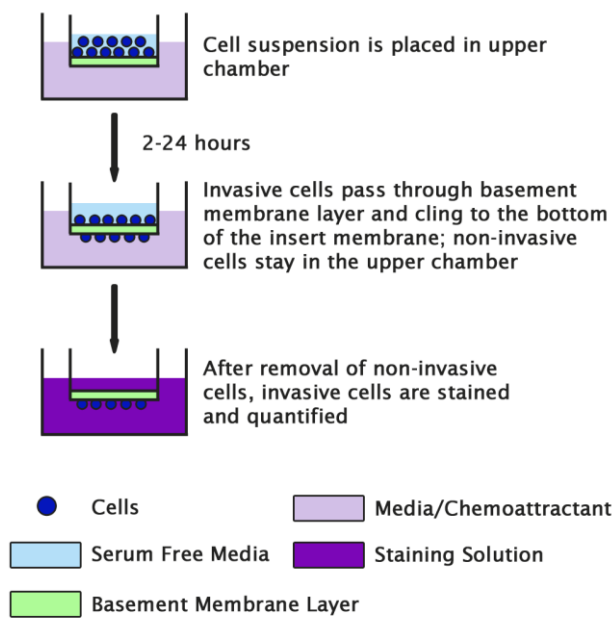 Cell suspension is placed in upper
chamber
2-24 hours
Invasive cells pass through basement
membrane layer and cling to the bottom
of the insert membrane; non-invasive
cells stay in the upper chamber
After removal of non-invasive
cells, invasive cells are stained
and quantified
Cells
Media/Chemoattractant
Serum Free Media
Staining Solution
Basement Membrane Layer